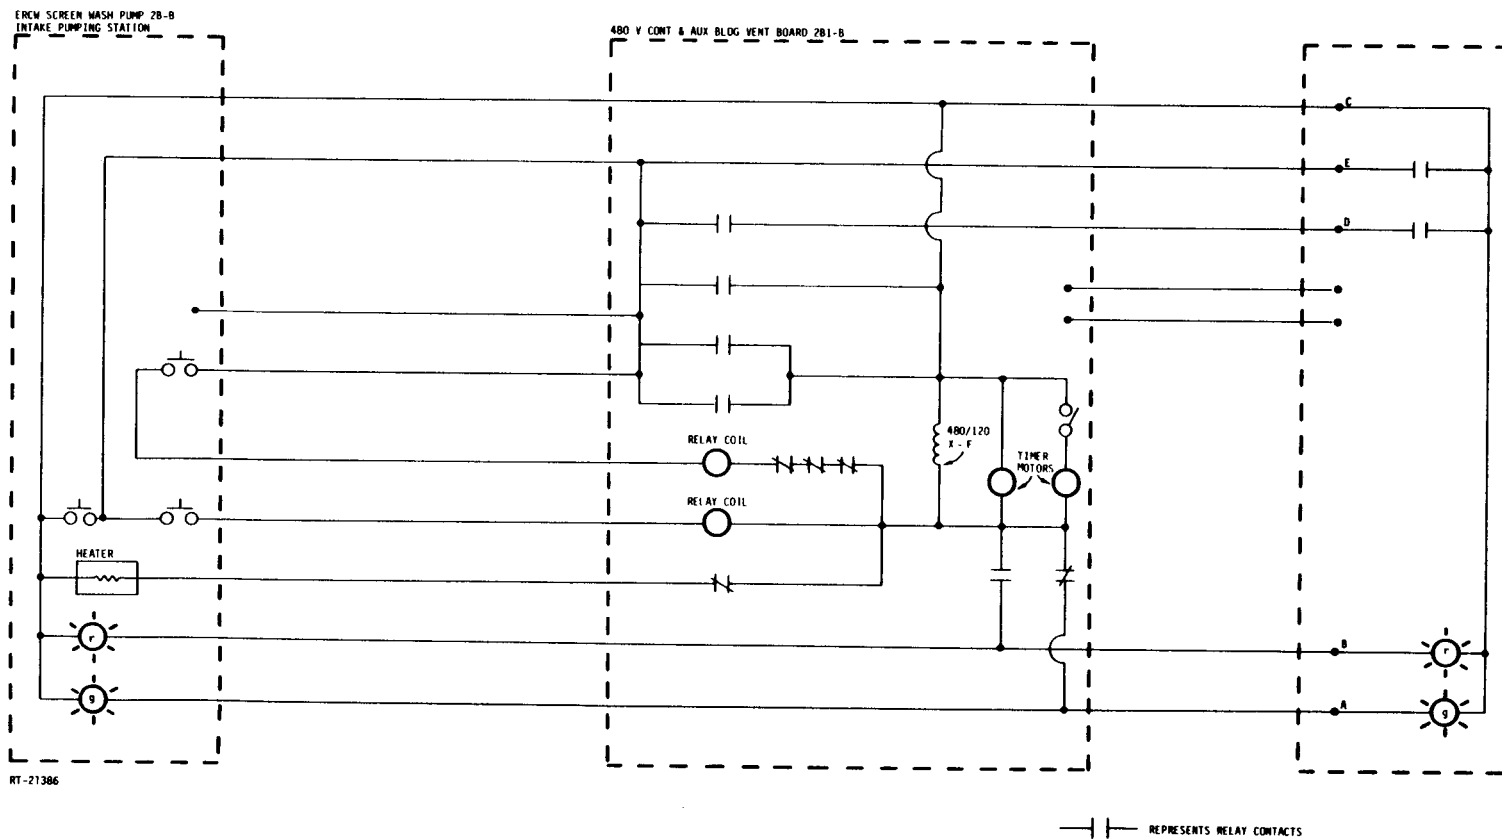 ERCW SCREEN WASH PUMP 2B-B
INTAKE PUMPING STATION
480 V CONT & AUX BLDG VENT BOARD 2B1-B
C
E
D
RELAY COIL
480/120
X - F
TIMER
MOTORS
RELAY COIL
HEATER
r
B
r
g
A
g
RT-21386
REPRESENTS RELAY CONTACTS